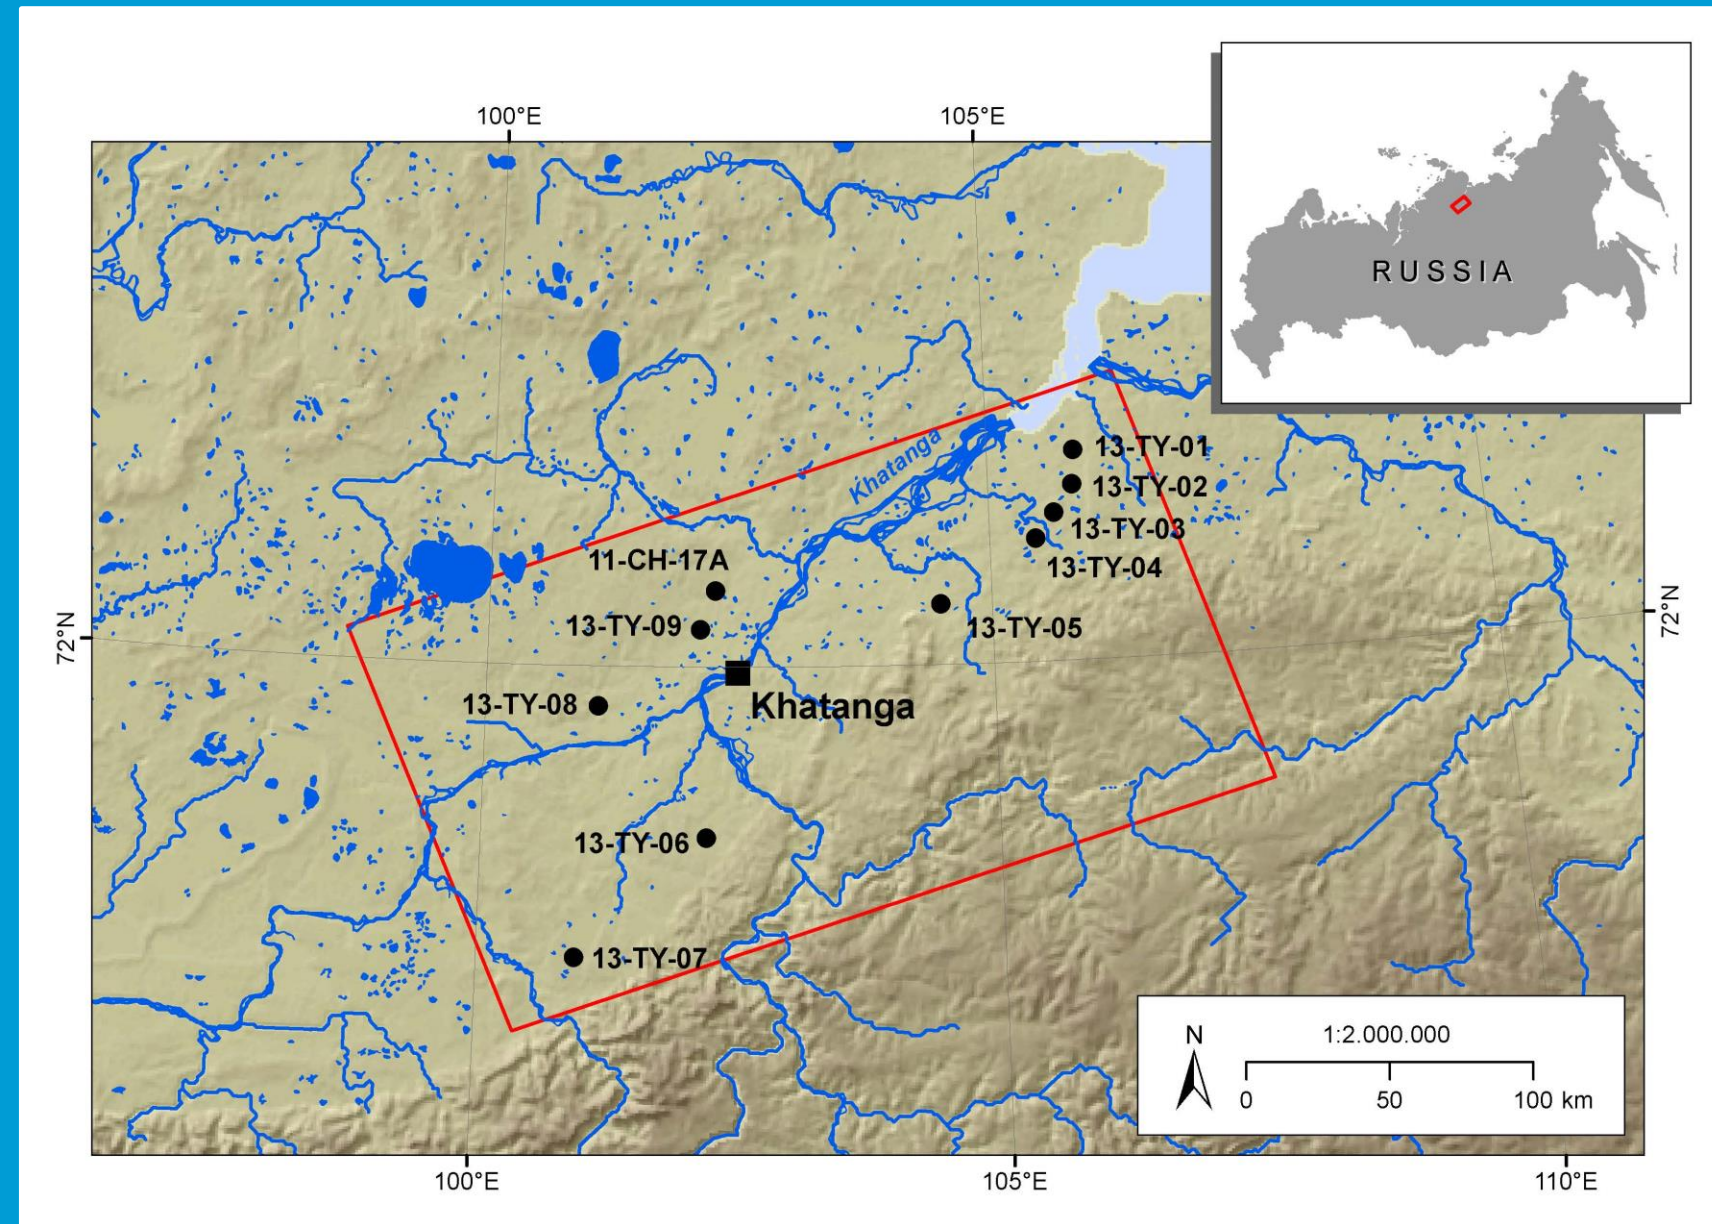 100°E
105°E
RUSSIA
Khatanga
13-TY-01
13-TY-02
13-TY-03
13-TY-04
11-CH-17A
13-TY-09
13-TY-05
72°N
72°N
13-TY-08
Khatanga
13-TY-06
13-TY-07
N
1:2.000.000
0
50
100 km
100°E
105°E
110°E